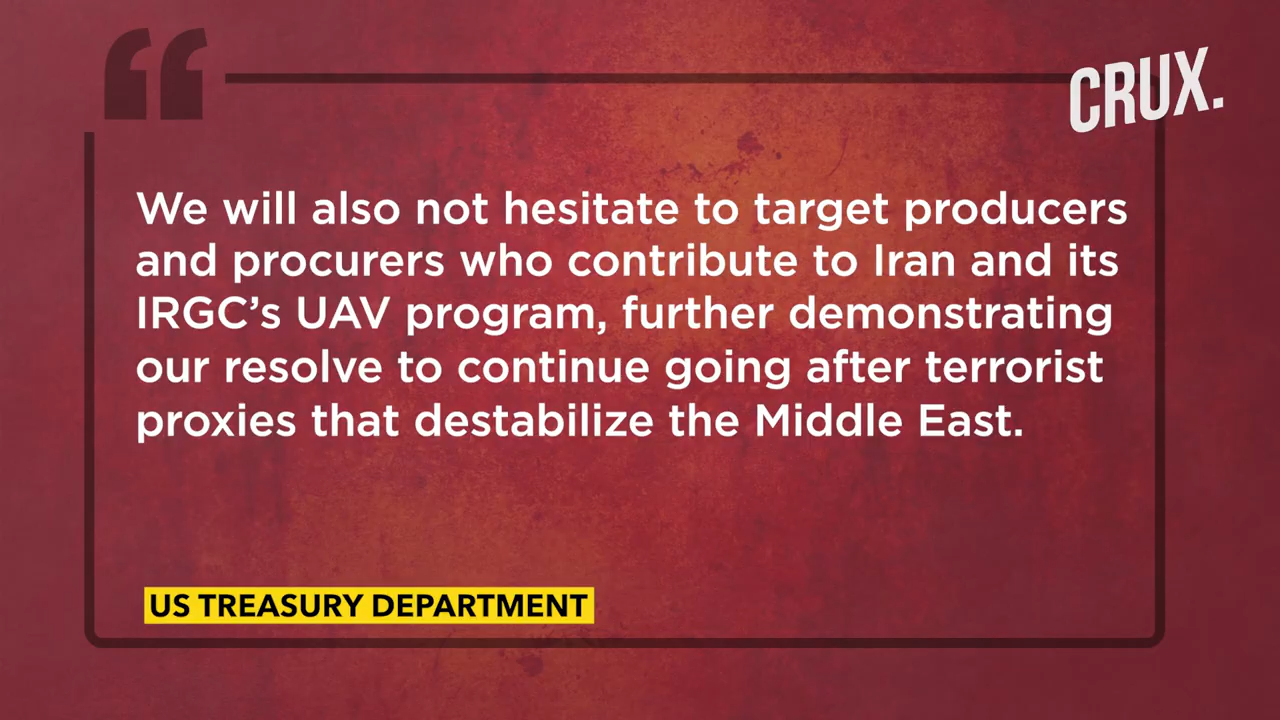 CRUX.
We will also not hesitate to target producers
and procurers who contribute to Iran and its
IRGC’s UAV program, further demonstrating
our resolve to continue going after terrorist
proxies that destabilize the Middle East.
US TREASURY DEPARTMENT